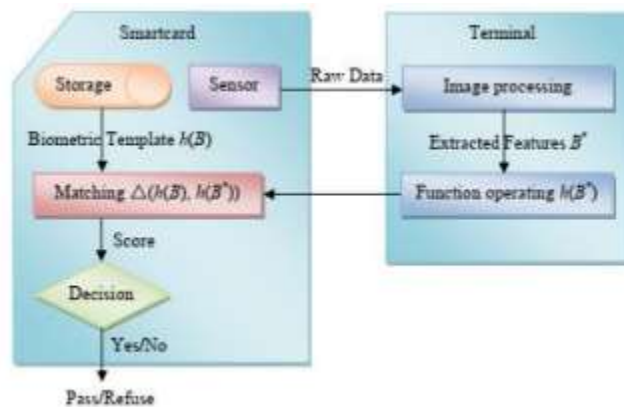 Smartcard
Terminal
Storage
Sensor
Raw Data
Image processing
Biometric Template h(B)
Extracted Features B*
Matching △(h(B), h(B*))
Function operating h(B*)
Score
Decision
Yes/No
Pass/Refuse